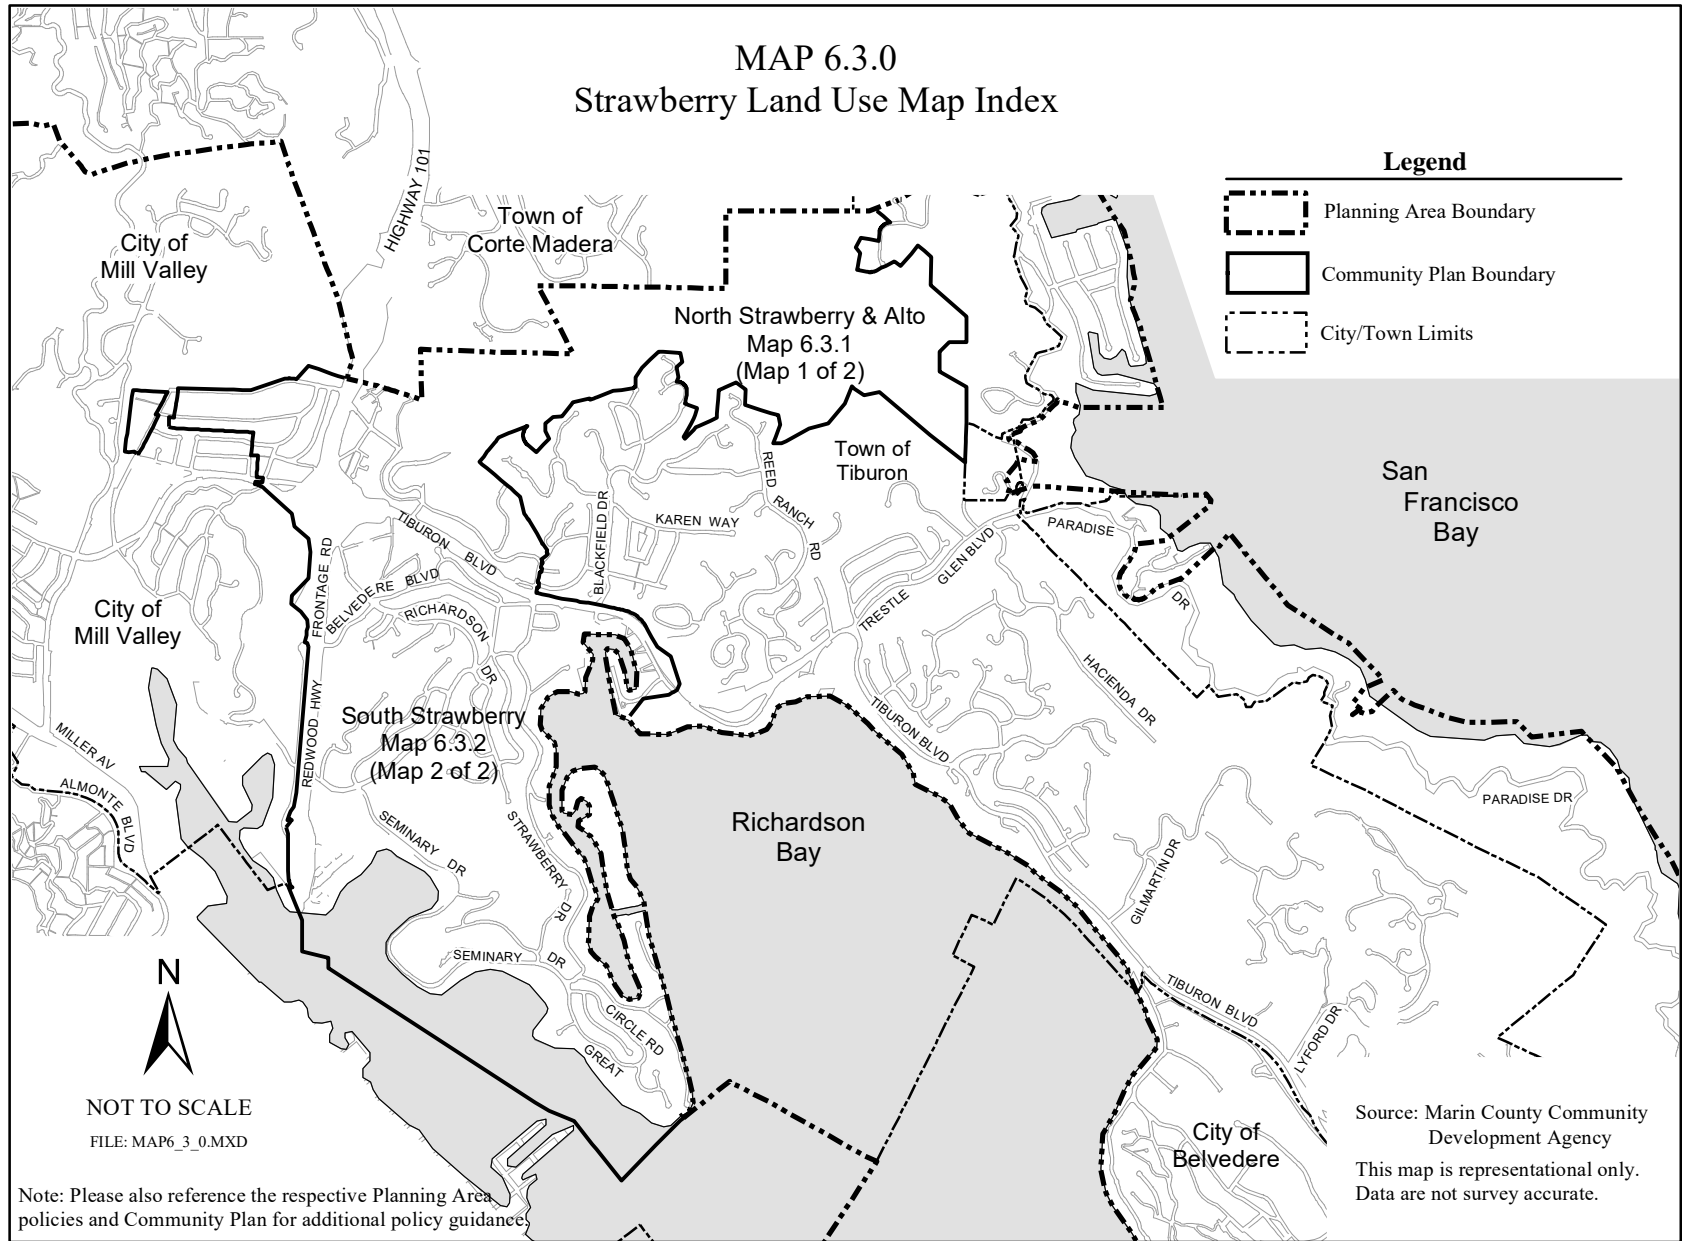 MAP 6.3.0
Strawberry Land Use Map Index
Legend
Planning Area Boundary
Community Plan Boundary
City/Town Limits
HIGHWAY 101
City of
Mill Valley
Town of
Corte Madera
North Strawberry & Alto
Map 6.3.1
(Map 1 of 2)
Town of
Tiburon
San
Francisco
Bay
REED RANCH RD
KAREN WAY
BLACKFIELD DR
TIBURON BLVD
BELVEDERE BLVD
FRONTAGE RD
RICHARDSON DR
TRESTLE GLEN BLVD
PARADISE DR
City of
Mill Valley
HACIENDA DR
REDWOOD HWY
South Strawberry
Map 6.3.2
(Map 2 of 2)
TIBURON BLVD
MILLER AV
ALMONTE BLVD
PARADISE DR
SEMINARY DR
STRAWBERRY DR
Richardson
Bay
GILMARTIN DR
SEMINARY DR
TIBURON BLVD
LYFORD DR
CIRCLE RD
GREAT
City of
Belvedere
N
NOT TO SCALE
FILE: MAP6_3_0.MXD
Note: Please also reference the respective Planning Area
policies and Community Plan for additional policy guidance.
Source: Marin County Community
Development Agency
This map is representational only.
Data are not survey accurate.